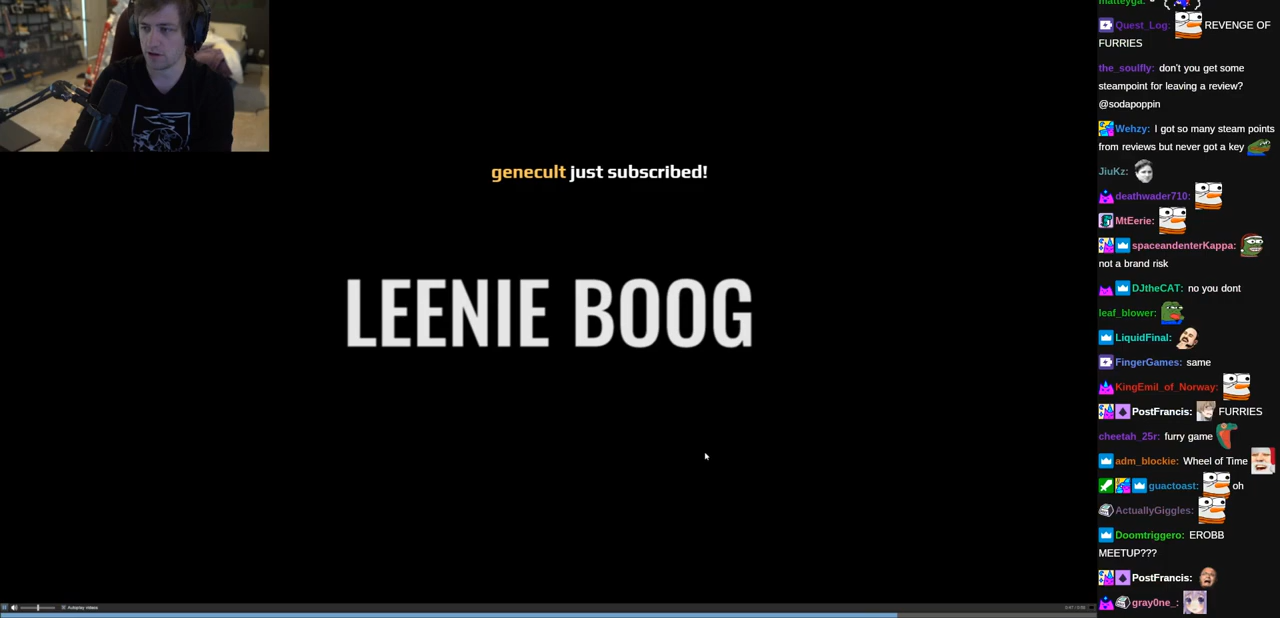 genecult just subscribed!
LEENIE BOOG
Autoplay videos
matteyga:
Quest_Log: REVENGE OF
FURRIES
the_soulfly: don't you get some
steampoint for leaving a review?
@sodapoppin
Wehzy: I got so many steam points
from reviews but never got a key
JiuKz:
deathwader710:
MtEerie:
spaceandenterKappa:
not a brand risk
DJtheCAT: no you dont
leaf_blower:
LiquidFinal:
FingerGames: same
KingEmil_of_Norway:
PostFrancis: FURRIES
cheetah_25r: furry game
adm_blockie: Wheel of Time
guactoast: oh
ActuallyGiggles:
Doomtriggero: EROBB
MEETUP???
PostFrancis:
gray0ne_: